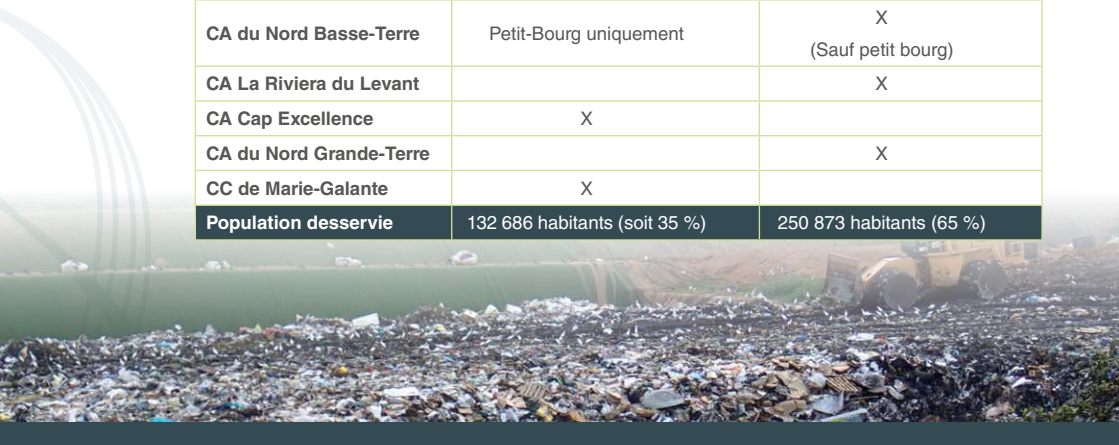 CA du Nord Basse-Terre Petit-Bourg uniquement X
(Sauf petit bourg)
CA La Riviera du Levant X
CA Cap Excellence X
CA du Nord Grande-Terre X
CC de Marie-Galante X
Population desservie 132 686 habitants (soit 35 %) 250 873 habitants (65 %)